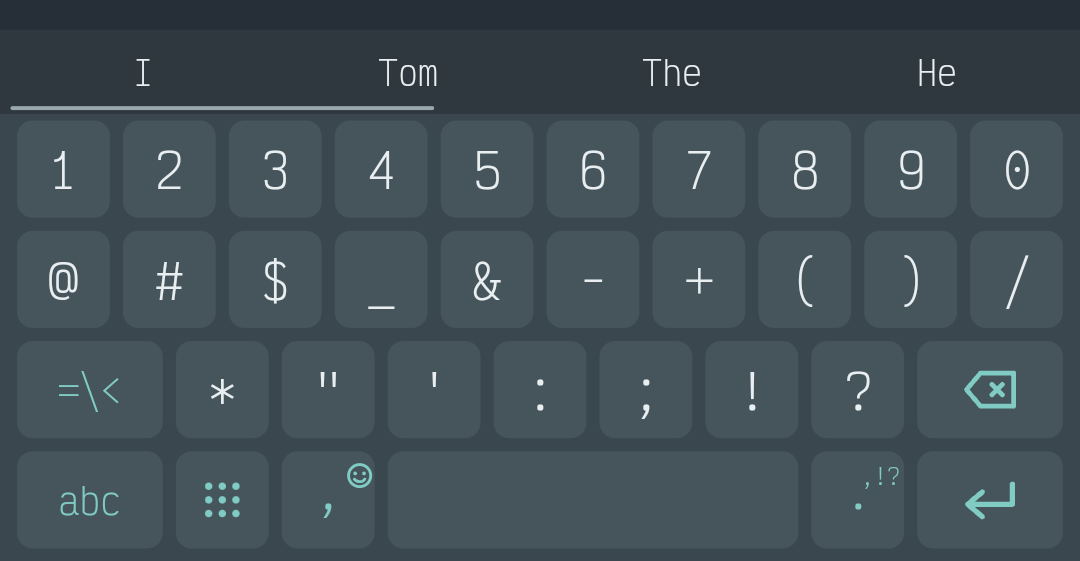 I Tom The He
1 2 3 4 5 6 7 8 9 0
@ # $ _ & - + ( ) /
=\< * " ' : ; ! ?
abc , . ,!?